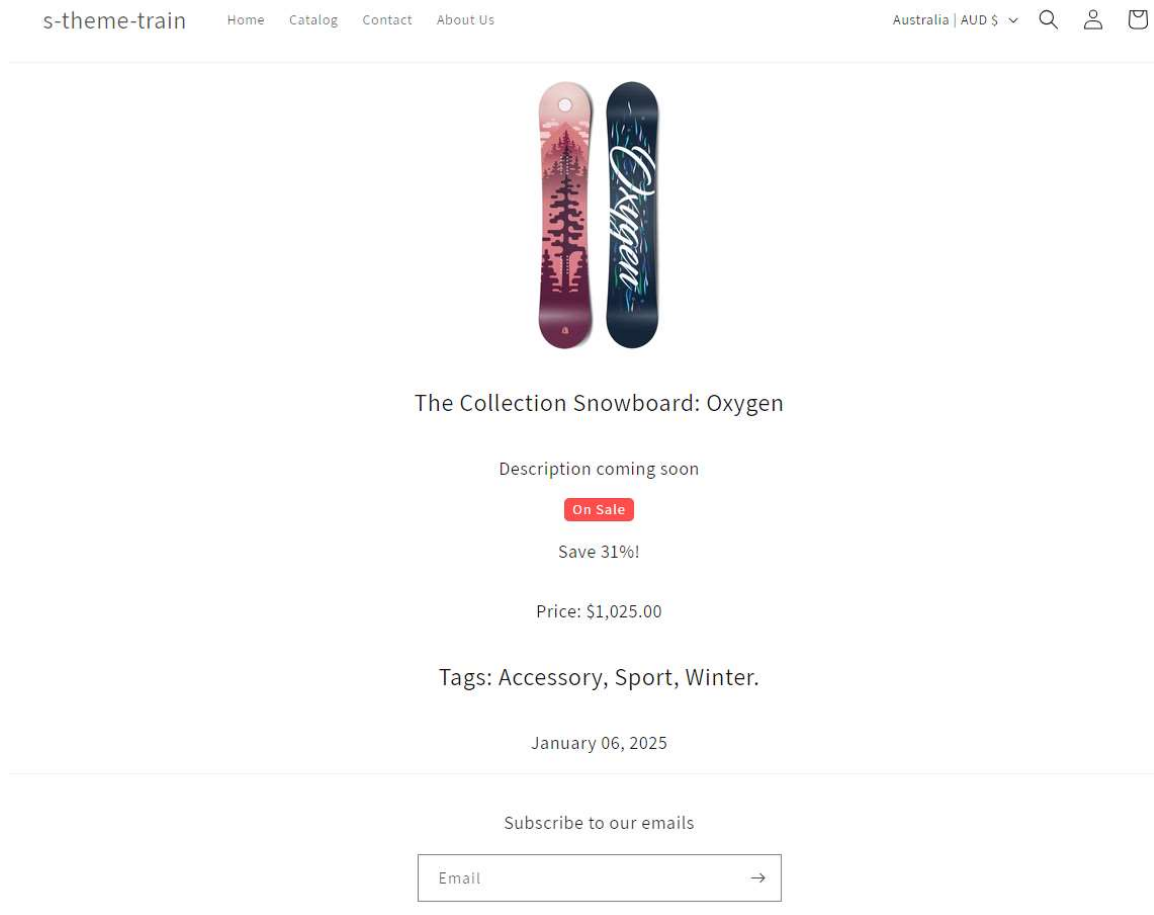 s-theme-train
Home Catalog Contact About Us
Australia | AUD $
Oxygen
The Collection Snowboard: Oxygen
Description coming soon
On Sale
Save 31%!
Price: $1,025.00
Tags: Accessory, Sport, Winter.
January 06, 2025
Subscribe to our emails
Email